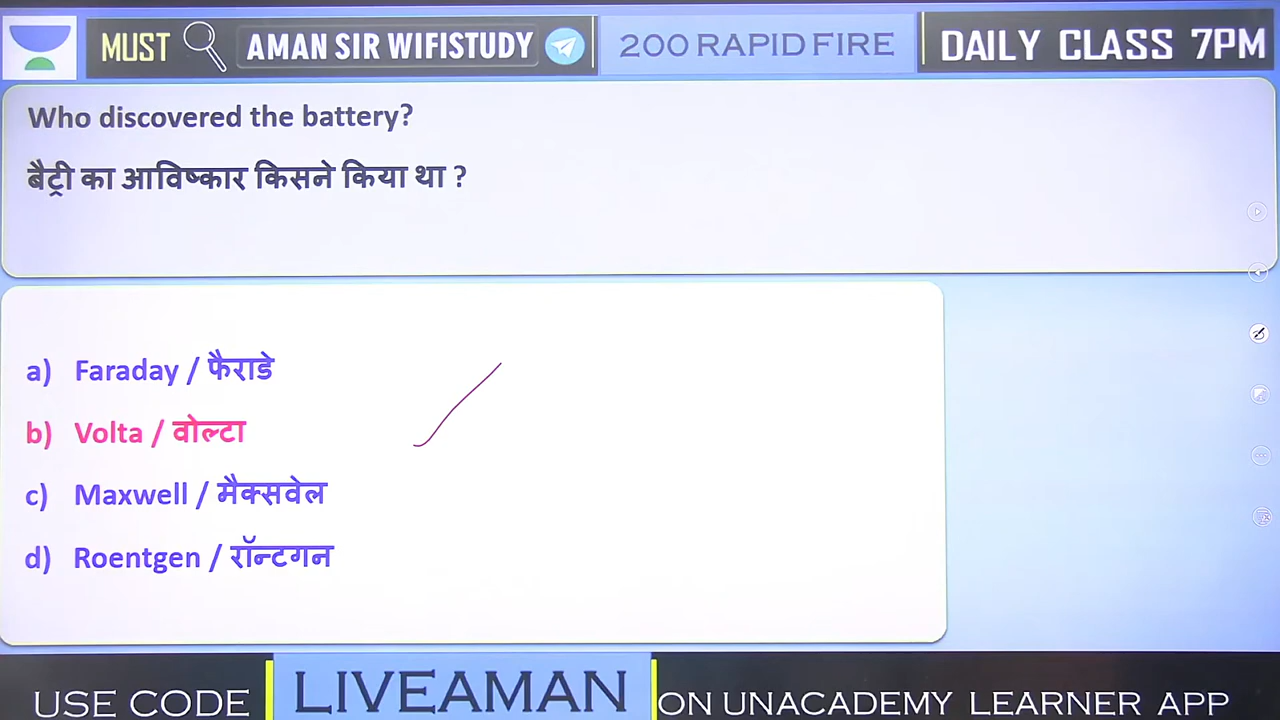 MUST AMAN SIR WIFISTUDY 200 RAPID FIRE DAILY CLASS 7PM
Who discovered the battery?
बैट्री का आविष्कार किसने किया था ?
a) Faraday / फैराडे
b) Volta / वोल्टा
c) Maxwell / मैक्सवेल
d) Roentgen / रॉन्टगन
USE CODE LIVEAMAN ON UNACADEMY LEARNER APP